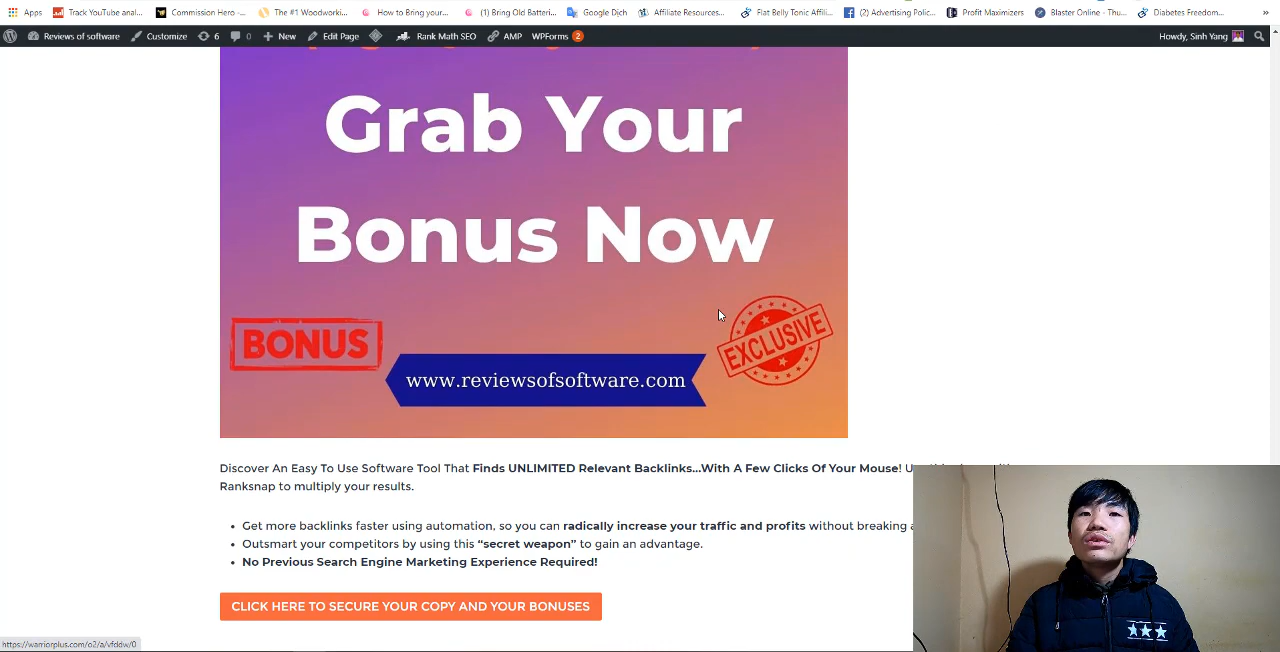 Apps Track YouTube anal... Commission Hero -... The #1 Woodworki... How to Bring your... (1) Bring Old Batteri... Google Dịch Affiliate Resources... Flat Belly Tonic Affili... (2) Advertising Polic... Profit Maximizers Blaster Online - Thu... Diabetes Freedom... »
Reviews of software Customize 6 0 New Edit Page Rank Math SEO AMP WPForms 2 Howdy, Sinh Yang
Grab Your
Bonus Now
BONUS
EXCLUSIVE
www.reviewsofsoftware.com
Discover An Easy To Use Software Tool That Finds UNLIMITED Relevant Backlinks...With A Few Clicks Of Your Mouse!
Ranksnap to multiply your results.
Get more backlinks faster using automation, so you can radically increase your traffic and profits without breaking
Outsmart your competitors by using this “secret weapon” to gain an advantage.
No Previous Search Engine Marketing Experience Required!
CLICK HERE TO SECURE YOUR COPY AND YOUR BONUSES
https://warriorplus.com/o2/a/vfddw/0